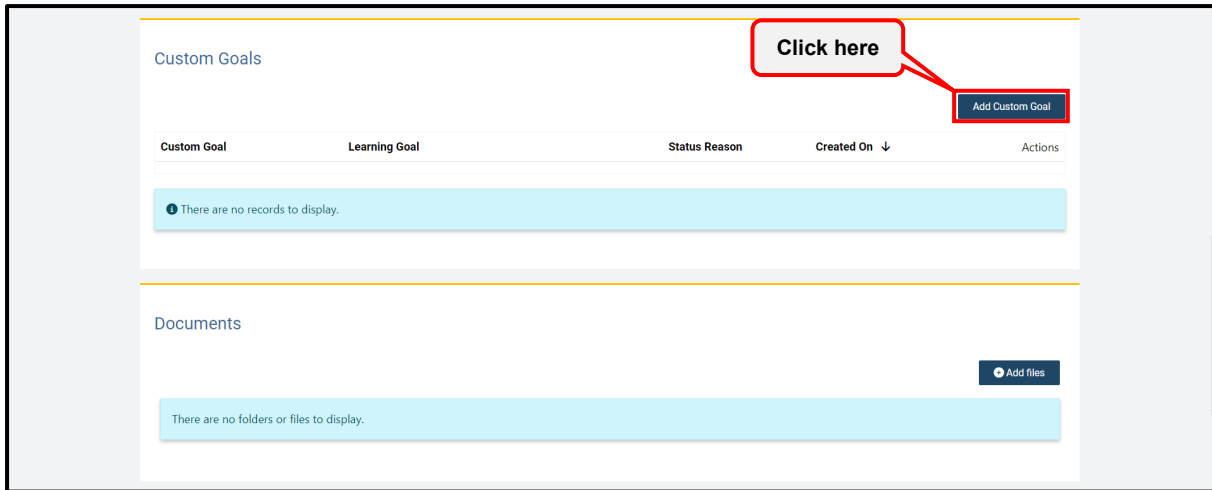 Custom Goals
Click here
Add Custom Goal
Custom Goal Learning Goal Status Reason Created On Actions
There are no records to display.
Documents
Add files
There are no folders or files to display.